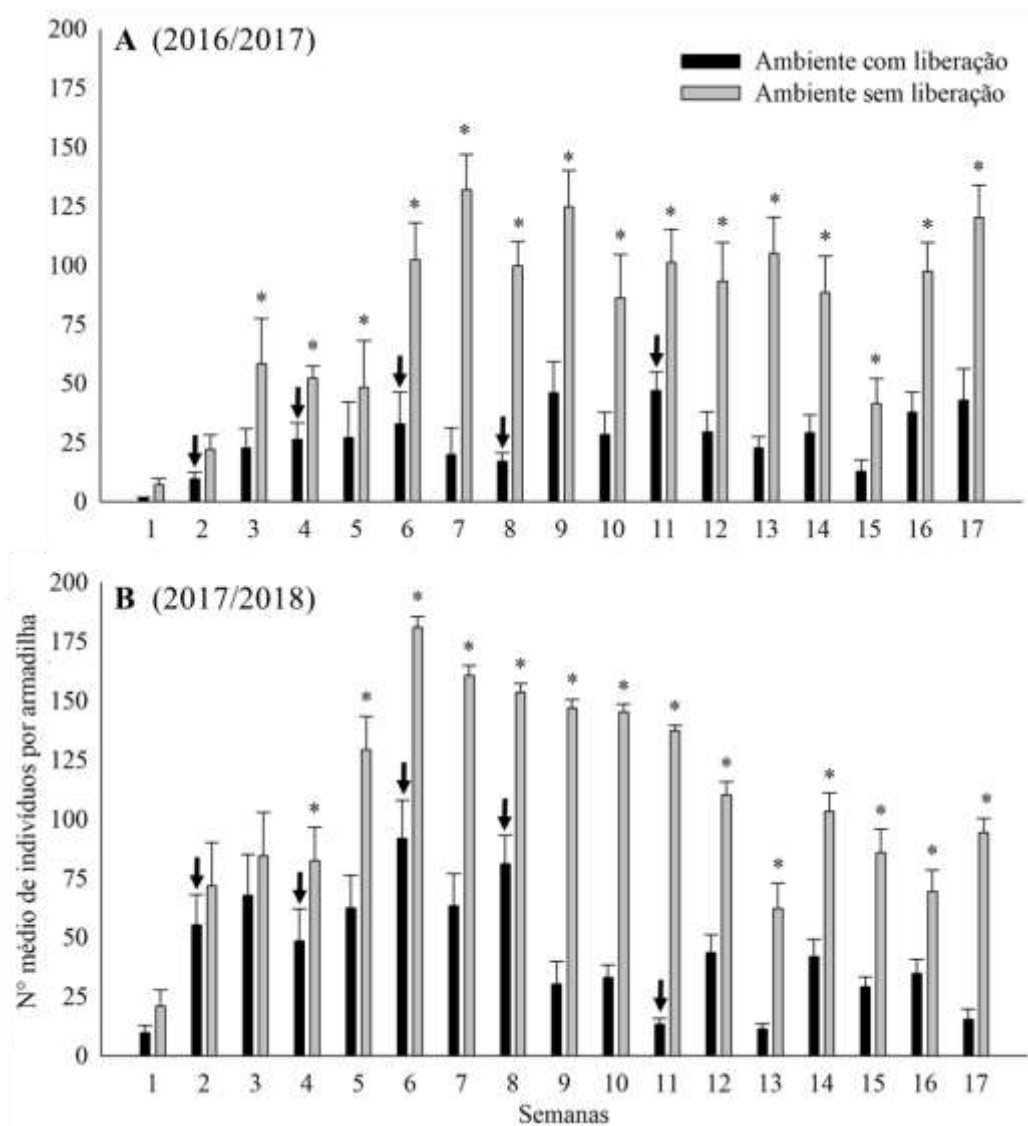 200
A (2016/2017)
Ambiente com liberação
Ambiente sem liberação
175
150
125
100
75
50
25
0
* * * * * * * * * * * * * * *
1 2 3 4 5 6 7 8 9 10 11 12 13 14 15 16 17
N° médio de indivíduos por armadilha
200
B (2017/2018)
175
150
125
100
75
50
25
0
* * * * * * * * * * * * * *
1 2 3 4 5 6 7 8 9 10 11 12 13 14 15 16 17
Semanas